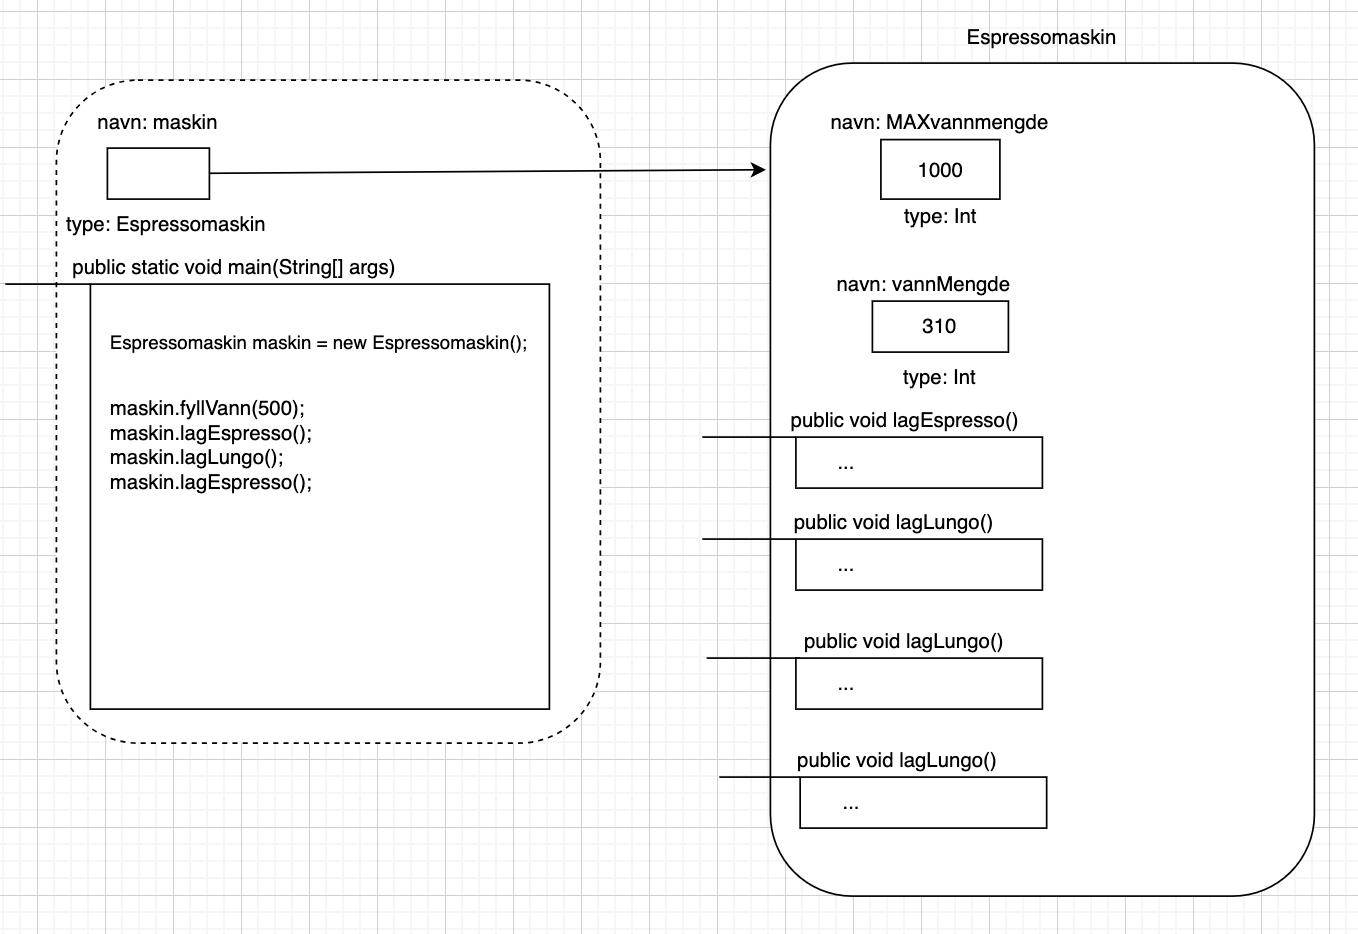 Espressomaskin
navn: maskin
type: Espressomaskin
public static void main(String[] args)
Espressomaskin maskin = new Espressomaskin();
maskin.fyllVann(500);
maskin.lagEspresso();
maskin.lagLungo();
maskin.lagEspresso();
navn: MAXvannmengde
1000
type: Int
navn: vannMengde
310
type: Int
public void lagEspresso()
...
public void lagLungo()
...
public void lagLungo()
...
public void lagLungo()
...